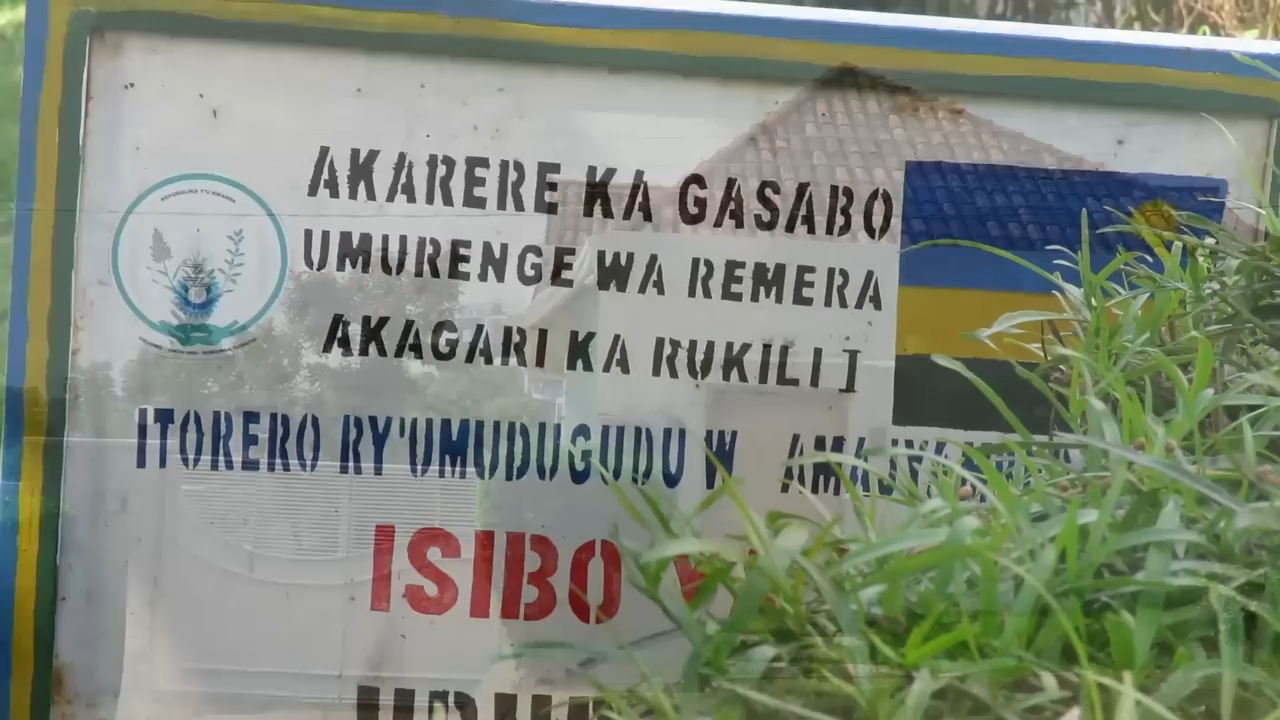 AKARERE KA GASABO
UMURENGE WA REMERA
AKAGARI KA RUKILI I
ITORERO RY'UMUDUGUDU W
ISIBO